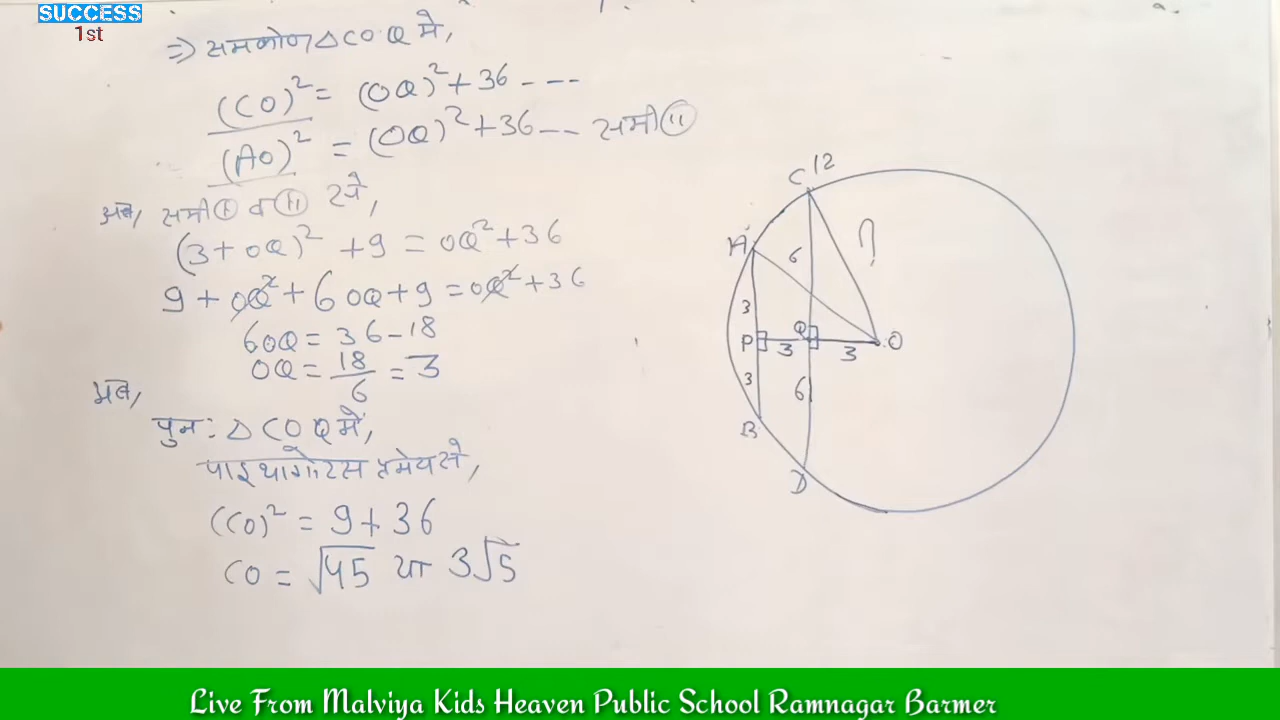 SUCCESS
1st
⇒ समकोण △COQ में,
(CO)² = (OQ)² + 36 ---
(AO)² = (OQ)² + 36 -- समी (ii)
अब, समी (i) व (ii) से,
(3 + OQ)² + 9 = OQ² + 36
9 + OQ² + 6OQ + 9 = OQ² + 36
6OQ = 36 - 18
OQ = 18/6 = 3
अब,
पुनः △COQ में,
पाइथागोरस प्रमेय से,
(CO)² = 9 + 36
CO = √45 या 3√5
C 12
A
6
?
3
P
Q
O
3
3
3
6
B
D
Live From Malviya Kids Heaven Public School Ramnagar Barmer